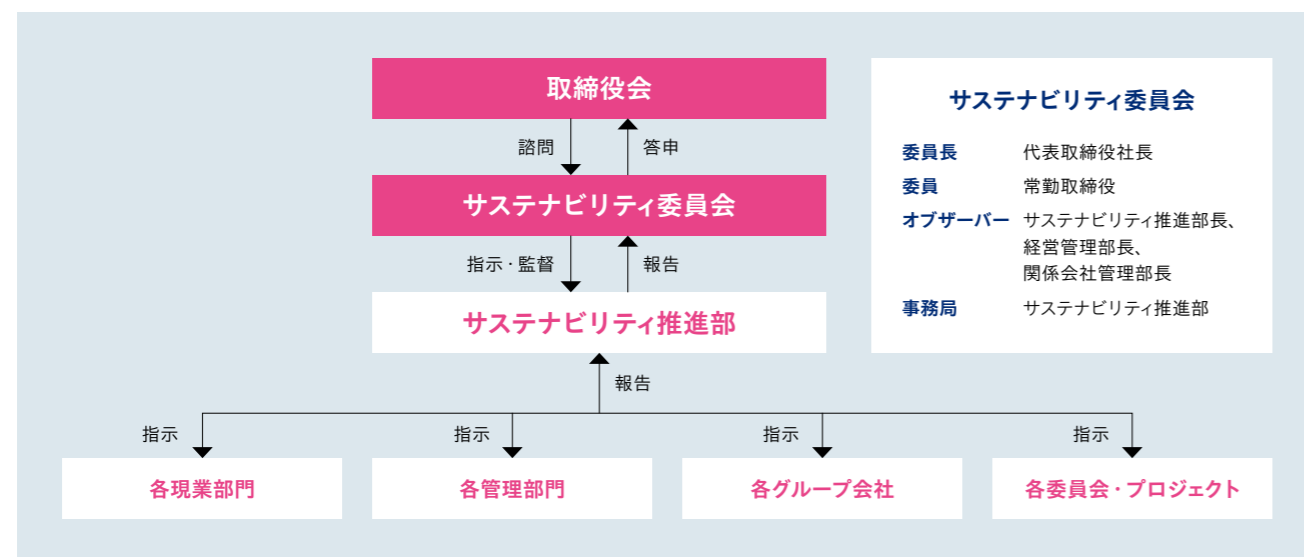 取締役会
諮問
答申
サステナビリティ委員会
指示・監督
報告
サステナビリティ推進部
報告
指示
指示
指示
指示
各現業部門
各管理部門
各グループ会社
各委員会・プロジェクト
サステナビリティ委員会
委員長 代表取締役社長
委員 常勤取締役
オブザーバー サステナビリティ推進部長、
経営管理部長、
関係会社管理部長
事務局 サステナビリティ推進部